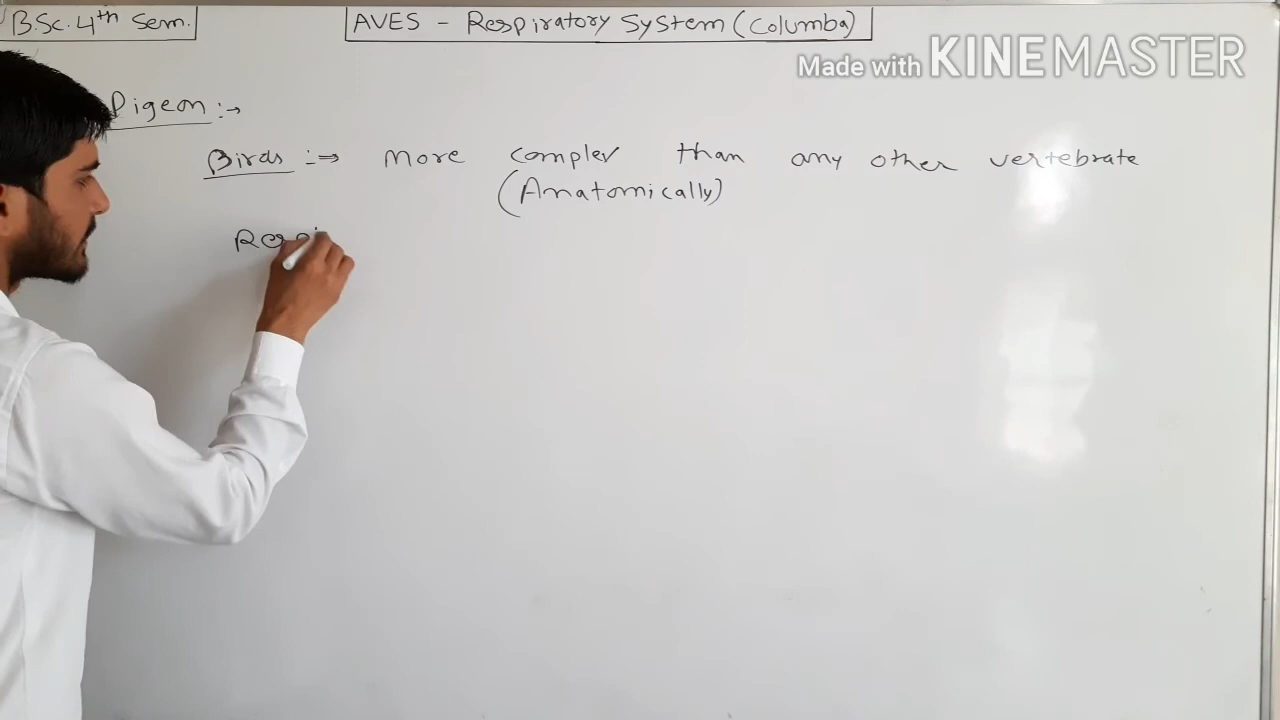 B.Sc. 4th Sem.
AVES - Respiratory System (Columba)
Made with KINEMASTER
Pigeon :→
Birds :⇒ More complex than any other vertebrate
(Anatomically)
Resp